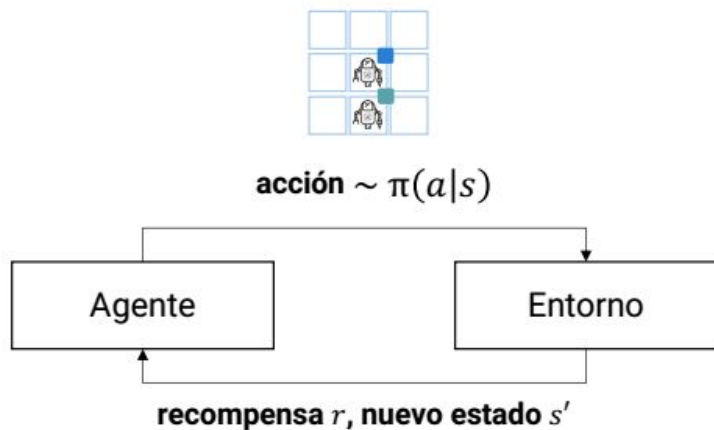 acción ~ π(a|s)
Agente
Entorno
recompensa r, nuevo estado s′